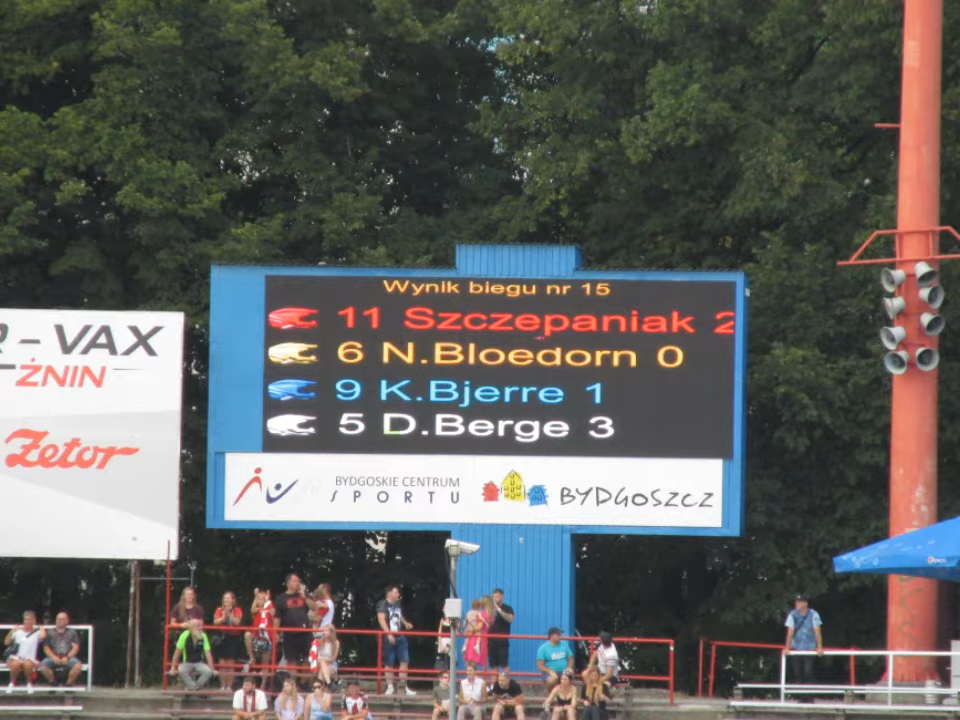 Wynik biegu nr 15
11 Szczepaniak 2
6 N.Bloedorn 0
9 K.Bjerre 1
5 D.Berge 3
BYDGOSKIE CENTRUM
SPORTU
BYDGOSZCZ
R-VAX
ŻNIN
Zetor